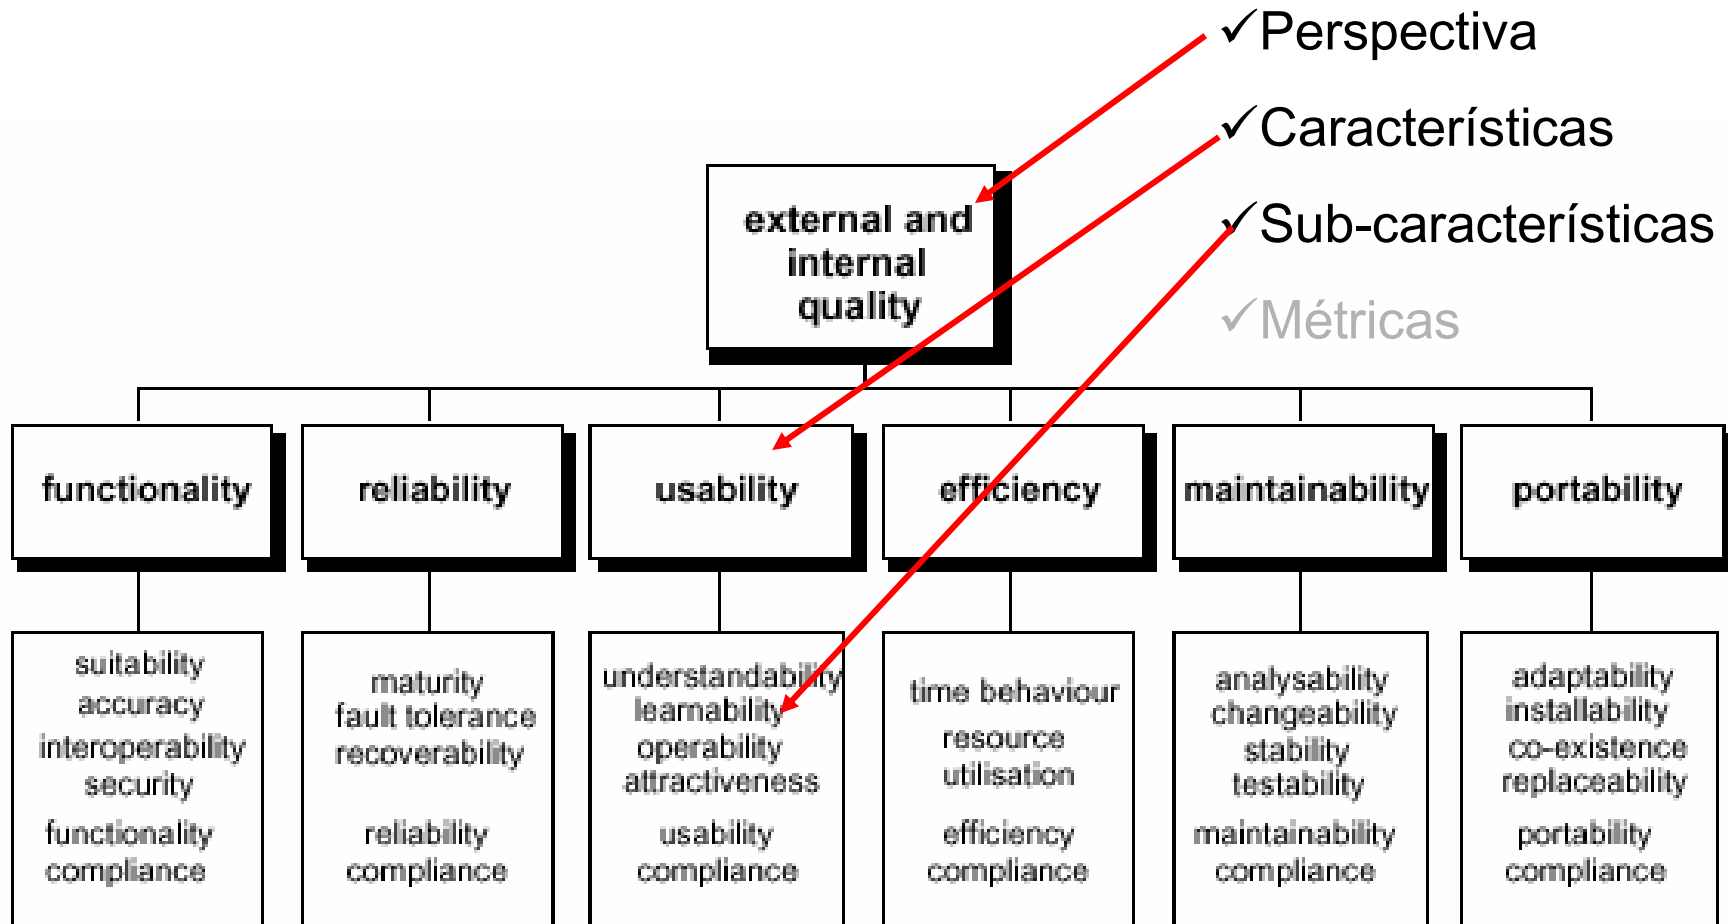 ✓Perspectiva
✓Características
✓Sub-características
✓Métricas
external and
internal
quality
functionality
reliability
usability
efficiency
maintainability
portability
suitability
accuracy
interoperability
security
functionality
compliance
maturity
fault tolerance
recoverability
reliability
compliance
understandability
learnability
operability
attractiveness
usability
compliance
time behaviour
resource
utilisation
efficiency
compliance
analysability
changeability
stability
testability
maintainability
compliance
adaptability
installability
co-existence
replaceability
portability
compliance